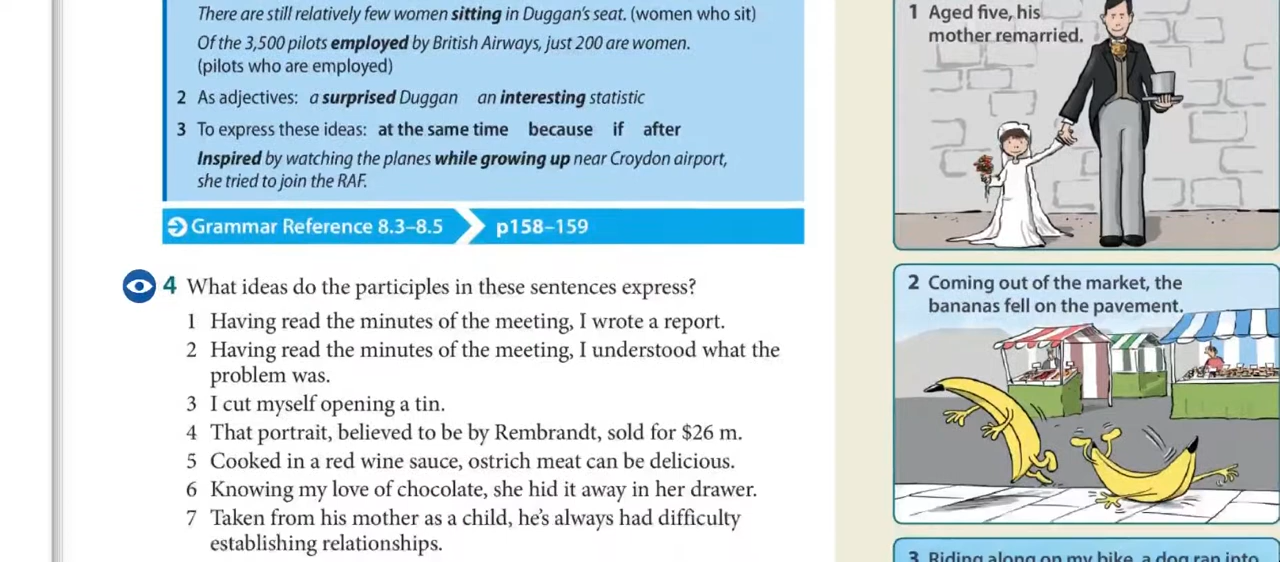 There are still relatively few women sitting in Duggan's seat. (women who sit)
Of the 3,500 pilots employed by British Airways, just 200 are women.
(pilots who are employed)
2 As adjectives: a surprised Duggan an interesting statistic
3 To express these ideas: at the same time because if after
Inspired by watching the planes while growing up near Croydon airport,
she tried to join the RAF.
Grammar Reference 8.3–8.5 p158–159
4 What ideas do the participles in these sentences express?
1 Having read the minutes of the meeting, I wrote a report.
2 Having read the minutes of the meeting, I understood what the
problem was.
3 I cut myself opening a tin.
4 That portrait, believed to be by Rembrandt, sold for $26 m.
5 Cooked in a red wine sauce, ostrich meat can be delicious.
6 Knowing my love of chocolate, she hid it away in her drawer.
7 Taken from his mother as a child, he's always had difficulty
establishing relationships.
1 Aged five, his
mother remarried.
2 Coming out of the market, the
bananas fell on the pavement.
3 Riding along on my bike, a dog ran into